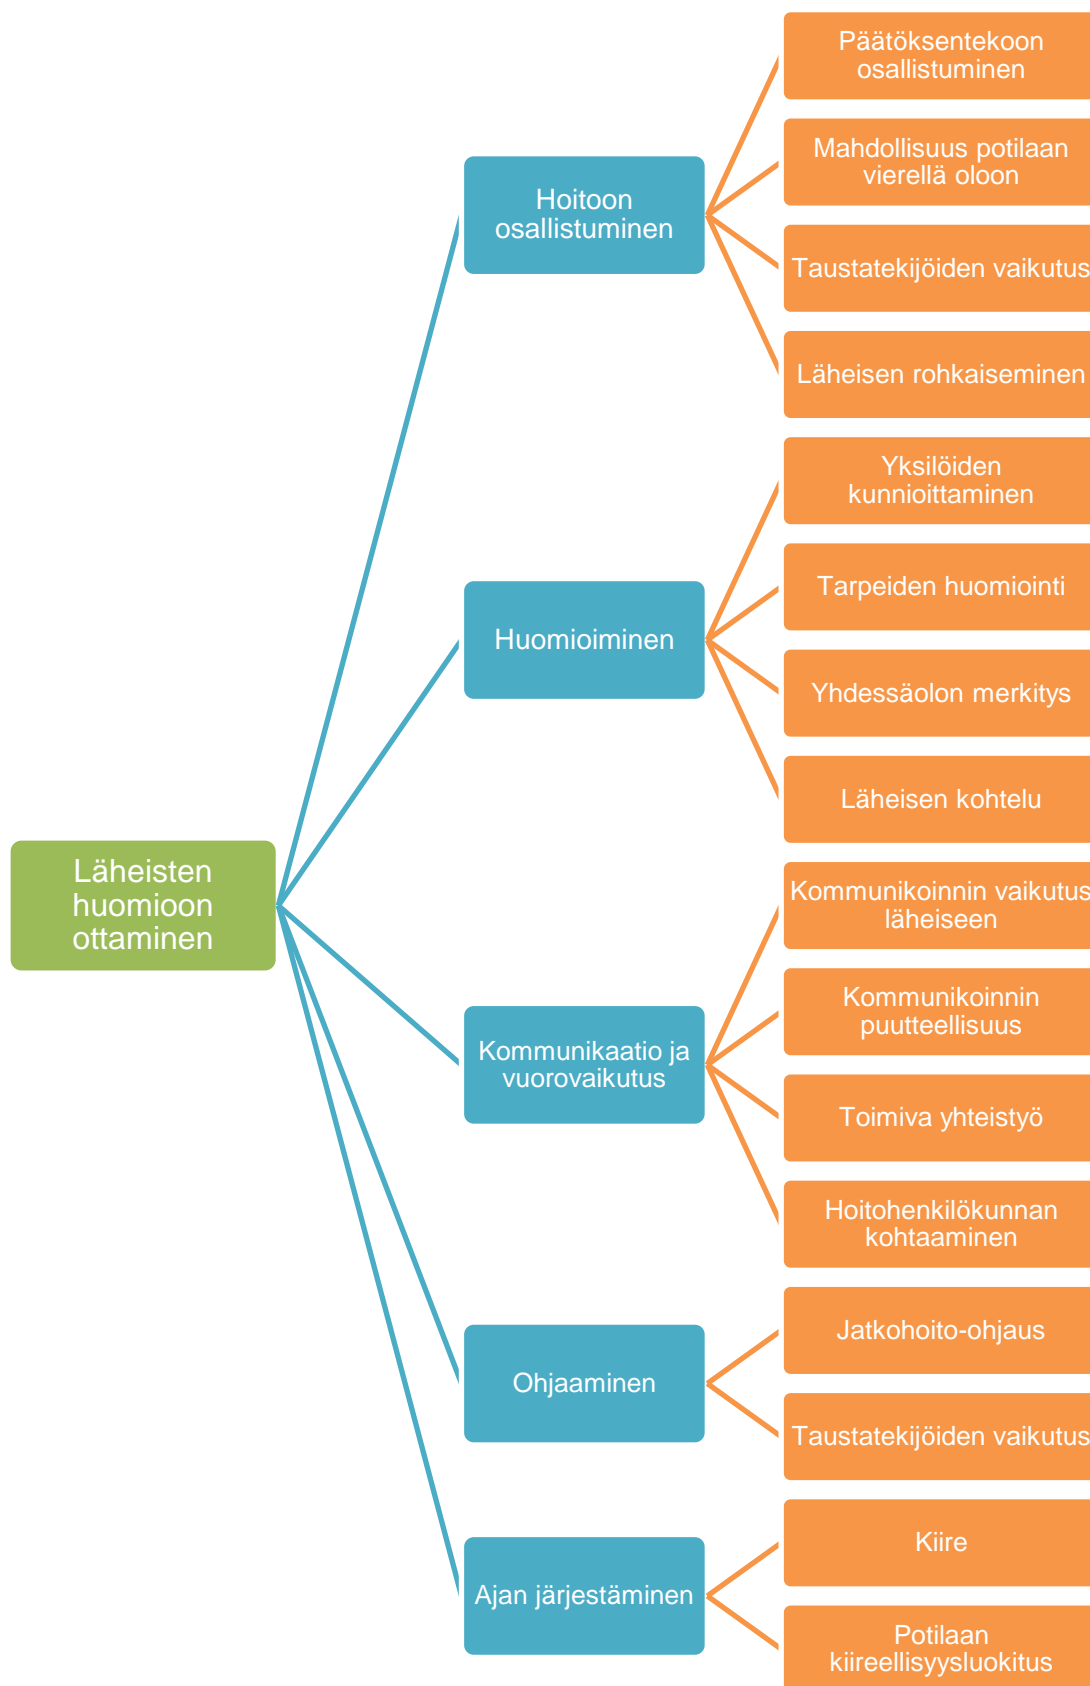 Läheisten
huomioon
ottaminen
Hoitoon
osallistuminen
Päätöksentekoon
osallistuminen
Mahdollisuus potilaan
vierellä oloon
Taustatekijöiden vaikutus
Läheisen rohkaiseminen
Huomioiminen
Yksilöiden
kunnioittaminen
Tarpeiden huomiointi
Yhdessäolon merkitys
Läheisen kohtelu
Kommunikaatio ja
vuorovaikutus
Kommunikoinnin vaikutus
läheiseen
Kommunikoinnin
puutteellisuus
Toimiva yhteistyö
Hoitohenkilökunnan
kohtaaminen
Ohjaaminen
Jatkohoito-ohjaus
Taustatekijöiden vaikutus
Ajan järjestäminen
Kiire
Potilaan
kiireellisyysluokitus